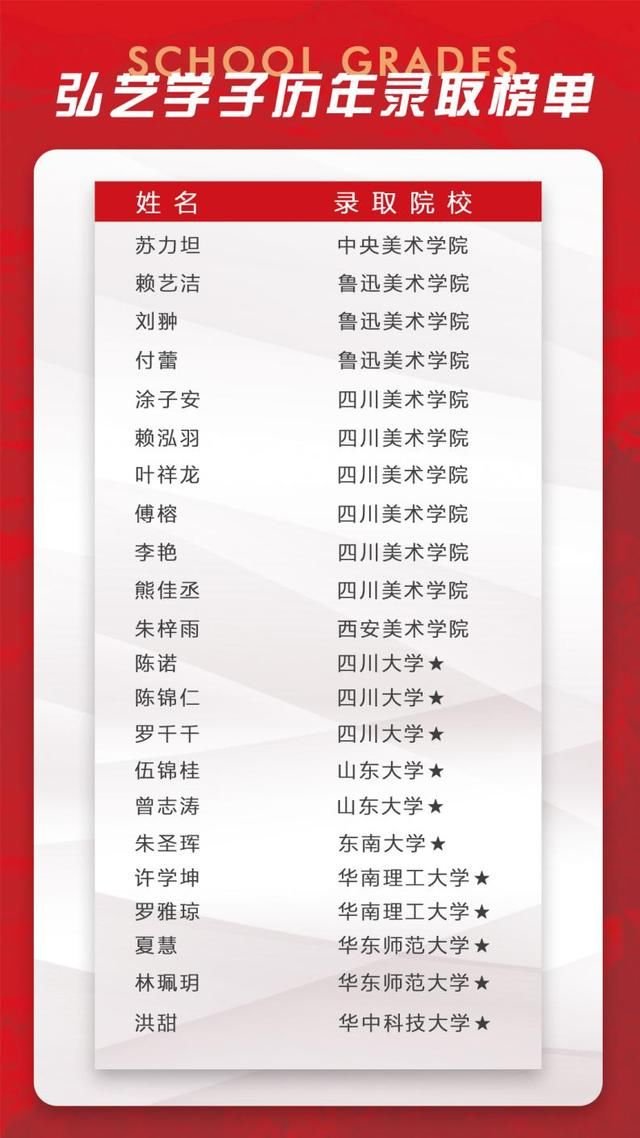 SCHOOL GRADES
弘艺学子历年录取榜单
姓名 录取院校
苏力坦 中央美术学院
赖艺洁 鲁迅美术学院
刘翀 鲁迅美术学院
付蕾 鲁迅美术学院
涂子安 四川美术学院
赖泓羽 四川美术学院
叶祥龙 四川美术学院
傅榕 四川美术学院
李艳 四川美术学院
熊佳丞 四川美术学院
朱梓雨 西安美术学院
陈诺 四川大学★
陈锦仁 四川大学★
罗千千 四川大学★
伍锦桂 山东大学★
曾志涛 山东大学★
朱圣珲 东南大学★
许学坤 华南理工大学★
罗雅琼 华南理工大学★
夏慧 华东师范大学★
林珮玥 华东师范大学★
洪甜 华中科技大学★